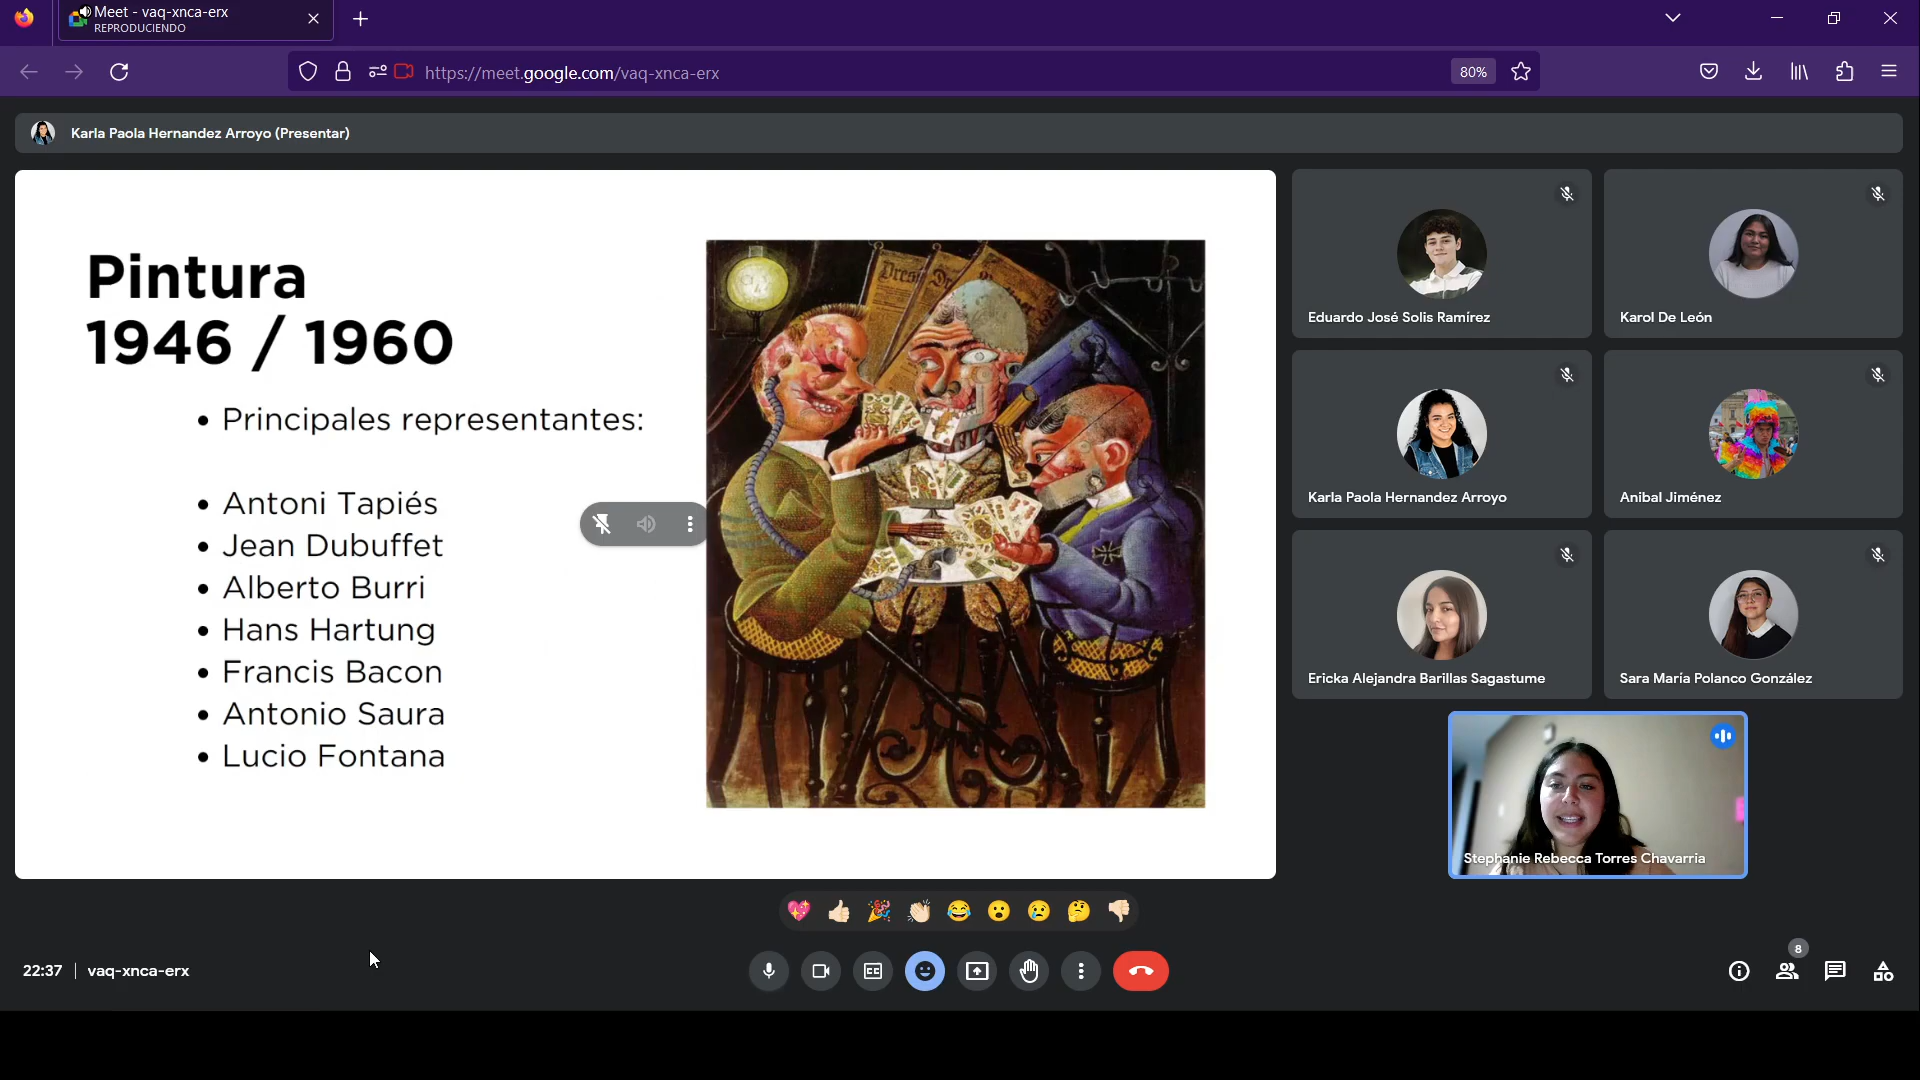 Meet - vaq-xnca-erx
REPRODUCIENDO
https://meet.google.com/vaq-xnca-erx
80%
Karla Paola Hernandez Arroyo (Presentar)
Pintura
1946 / 1960
• Principales representantes:
• Antoni Tapiés
• Jean Dubuffet
• Alberto Burri
• Hans Hartung
• Francis Bacon
• Antonio Saura
• Lucio Fontana
Eduardo José Solis Ramírez
Karol De León
Karla Paola Hernandez Arroyo
Anibal Jiménez
Ericka Alejandra Barillas Sagastume
Sara María Polanco González
Stephanie Rebecca Torres Chavarria
22:37 | vaq-xnca-erx
8